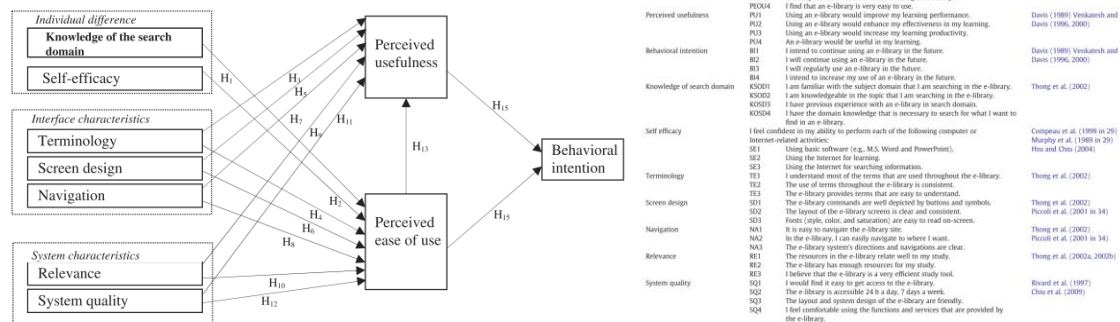 Individual difference
Knowledge of the search
domain
Self-efficacy
Interface characteristics
Terminology
Screen design
Navigation
System characteristics
Relevance
System quality
H1
H3
H5
H7
H9
H11
H2
H4
H6
H8
H10
H12
Perceived
usefulness
H13
Perceived
ease of use
H15
H15
Behavioral
intention
PEOU4 I find that an e-library is very easy to use.
Perceived usefulness PU1 Using an e-library would improve my learning performance. Davis (1989) Venkatesh and
PU2 Using an e-library would enhance my effectiveness in my learning. Davis (1996, 2000)
PU3 Using an e-library would increase my learning productivity.
PU4 An e-library would be useful in my learning.
Behavioral intention BI1 I intend to continue using an e-library in the future. Davis (1989) Venkatesh and
BI2 I will continue using an e-library in the future. Davis (1996, 2000)
BI3 I will regularly use an e-library in the future.
BI4 I intend to increase my use of an e-library in the future.
Knowledge of search domain KSOD1 I am familiar with the subject domain that I am searching in the e-library. Thong et al. (2002)
KSOD2 I am knowledgeable in the topic that I am searching in the e-library.
KOSD3 I have previous experience with an e-library in search domain.
KOSD4 I have the domain knowledge that is necessary to search for what I want to
find in an e-library.
Self efficacy I feel confident in my ability to perform each of the following computer or Compeau et al. (1999 in 29)
Internet-related activities: Murphy et al. (1989 in 29)
SE1 Using basic software (e.g., M.S. Word and PowerPoint). Hsu and Chiu (2004)
SE2 Using the Internet for learning.
SE3 Using the Internet for searching information.
Terminology TE1 I understand most of the terms that are used throughout the e-library. Thong et al. (2002)
TE2 The use of terms throughout the e-library is consistent.
TE3 The e-library provides terms that are easy to understand.
Screen design SD1 The e-library commands are well depicted by buttons and symbols. Thong et al. (2002)
SD2 The layout of the e-library screens is clear and consistent. Piccoli et al. (2001 in 34)
SD3 Fonts (style, color, and saturation) are easy to read on-screen.
Navigation NA1 It is easy to navigate the e-library site. Thong et al. (2002)
NA2 In the e-library, I can easily navigate to where I want. Piccoli et al. (2001 in 34)
NA3 The e-library system's directions and navigations are clear.
Relevance RE1 The resources in the e-library relate well to my study. Thong et al. (2002a, 2002b)
RE2 The e-library has enough resources for my study.
RE3 I believe that the e-library is a very efficient study tool.
System quality SQ1 I would find it easy to get access to the e-library. Rivard et al. (1997)
SQ2 The e-library is accessible 24 h a day, 7 days a week. Chiu et al. (2009)
SQ3 The layout and system design of the e-library are friendly.
SQ4 I feel comfortable using the functions and services that are provided by
the e-library.